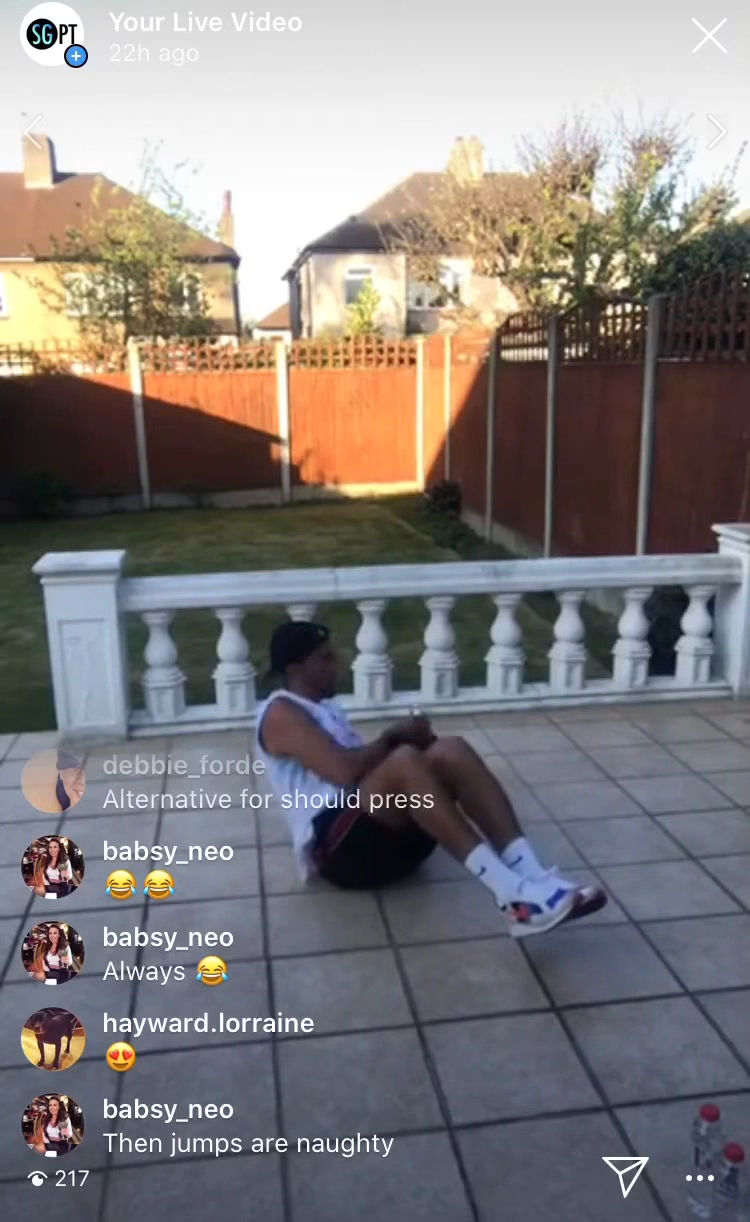 SGPT
Your Live Video
22h ago
debbie_forde
Alternative for should press
babsy_neo
😂😂
babsy_neo
Always 😂
hayward.lorraine
😍
babsy_neo
Then jumps are naughty
217